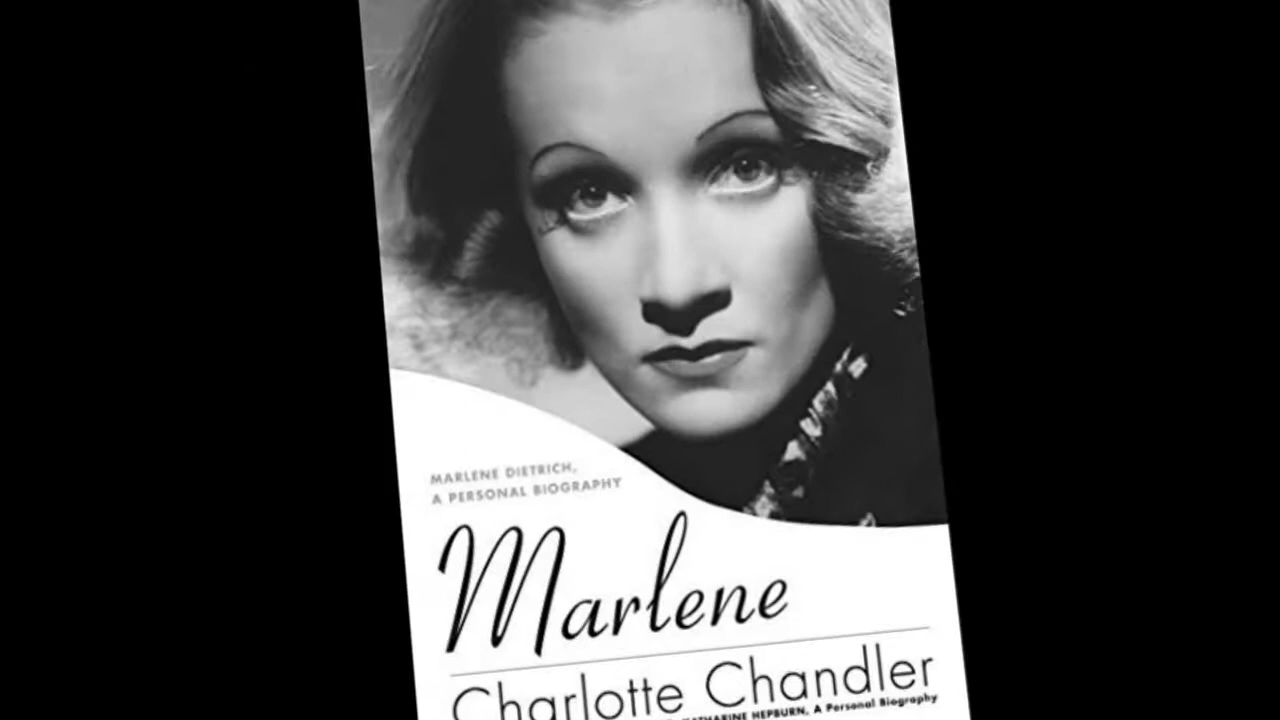 MARLENE DIETRICH,
A PERSONAL BIOGRAPHY
Marlene
Charlotte Chandler
KATHARINE HEPBURN, A Personal Biography